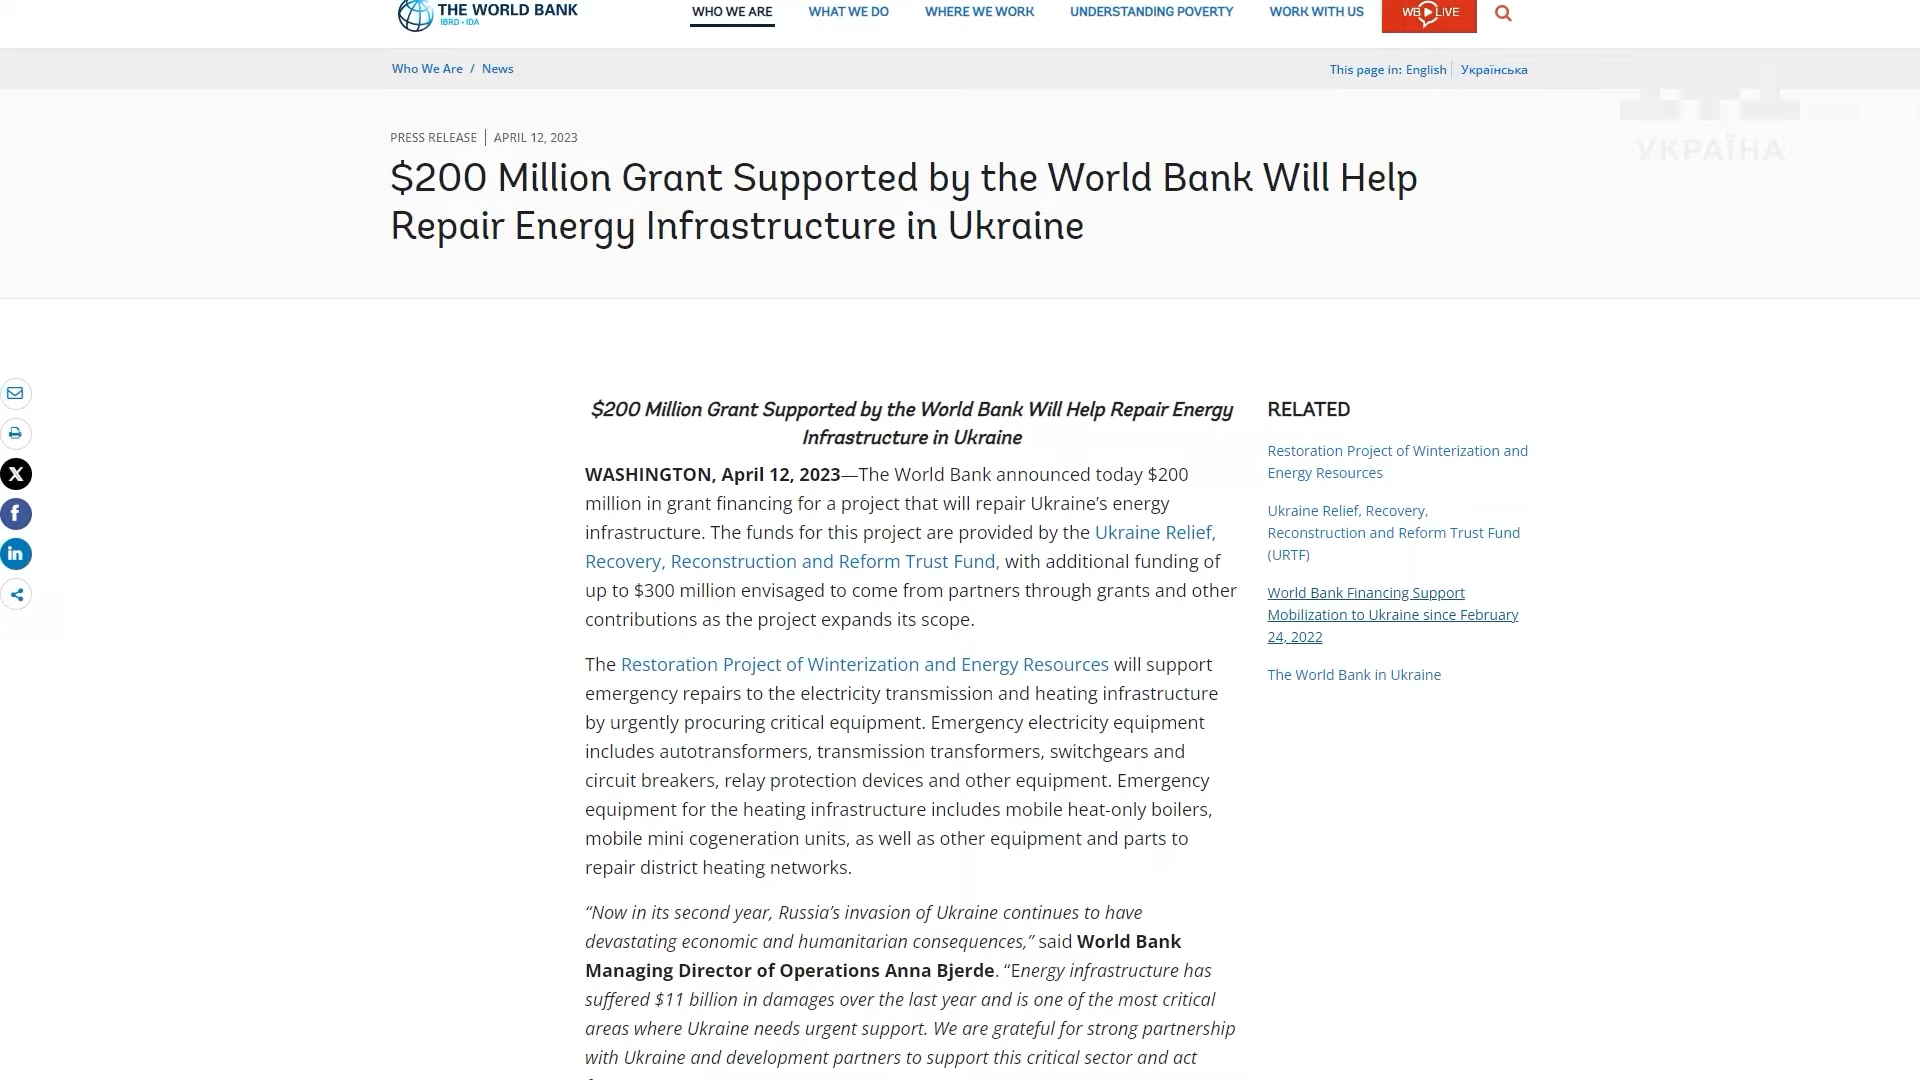 THE WORLD BANK
IBRD • IDA
WHO WE ARE
WHAT WE DO
WHERE WE WORK
UNDERSTANDING POVERTY
WORK WITH US
WB LIVE
Who We Are / News
This page in: English Українська
УКРАЇНА
PRESS RELEASE APRIL 12, 2023
$200 Million Grant Supported by the World Bank Will Help
Repair Energy Infrastructure in Ukraine
$200 Million Grant Supported by the World Bank Will Help Repair Energy
Infrastructure in Ukraine
WASHINGTON, April 12, 2023—The World Bank announced today $200
million in grant financing for a project that will repair Ukraine’s energy
infrastructure. The funds for this project are provided by the Ukraine Relief,
Recovery, Reconstruction and Reform Trust Fund, with additional funding of
up to $300 million envisaged to come from partners through grants and other
contributions as the project expands its scope.
The Restoration Project of Winterization and Energy Resources will support
emergency repairs to the electricity transmission and heating infrastructure
by urgently procuring critical equipment. Emergency electricity equipment
includes autotransformers, transmission transformers, switchgears and
circuit breakers, relay protection devices and other equipment. Emergency
equipment for the heating infrastructure includes mobile heat-only boilers,
mobile mini cogeneration units, as well as other equipment and parts to
repair district heating networks.
“Now in its second year, Russia’s invasion of Ukraine continues to have
devastating economic and humanitarian consequences,” said World Bank
Managing Director of Operations Anna Bjerde. “Energy infrastructure has
suffered $11 billion in damages over the last year and is one of the most critical
areas where Ukraine needs urgent support. We are grateful for strong partnership
with Ukraine and development partners to support this critical sector and act
RELATED
Restoration Project of Winterization and
Energy Resources
Ukraine Relief, Recovery,
Reconstruction and Reform Trust Fund
(URTF)
World Bank Financing Support
Mobilization to Ukraine since February
24, 2022
The World Bank in Ukraine